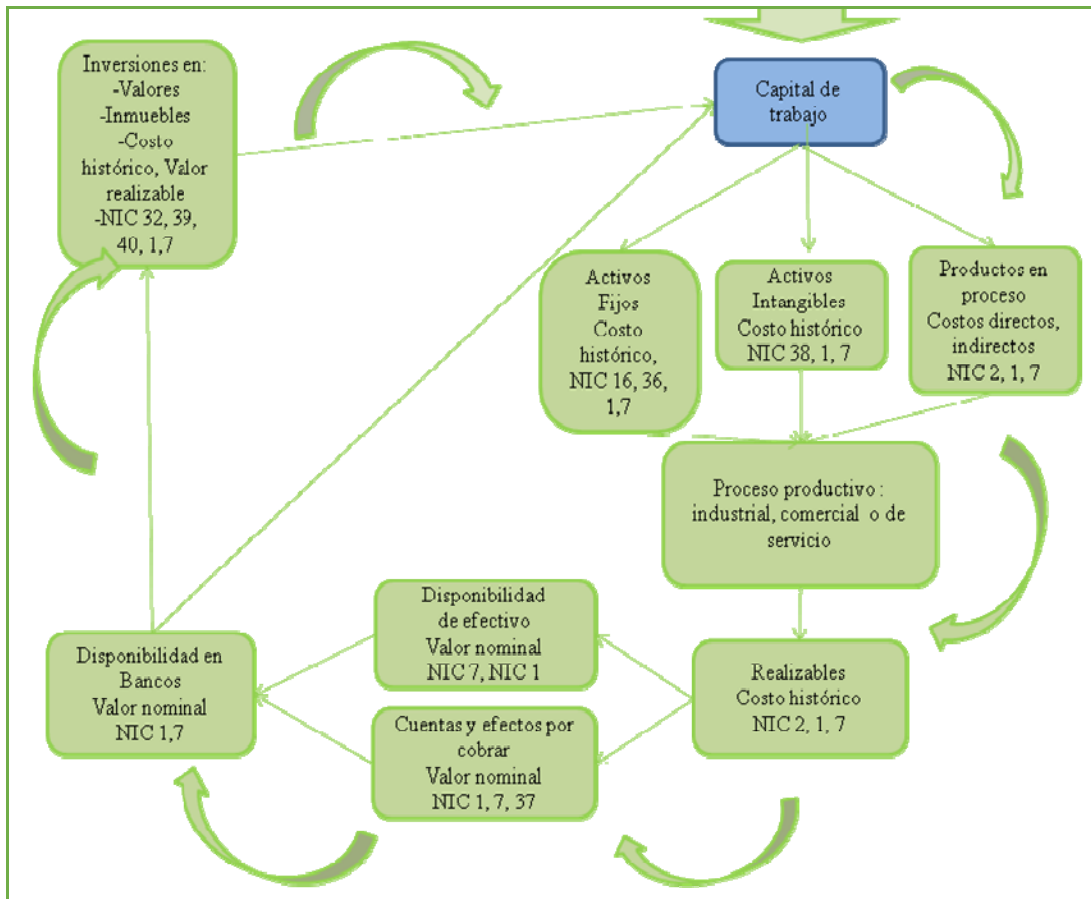 Inversiones en:
-Valores
-Inmuebles
-Costo
histórico, Valor
realizable
-NIC 32, 39,
40, 1,7
Capital de
trabajo
Activos
Fijos
Costo
histórico,
NIC 16, 36,
1,7
Activos
Intangibles
Costo histórico
NIC 38, 1, 7
Productos en
proceso
Costos directos,
indirectos
NIC 2, 1, 7
Proceso productivo :
industrial, comercial o de
servicio
Disponibilidad
de efectivo
Valor nominal
NIC 7, NIC 1
Realizables
Costo histórico
NIC 2, 1, 7
Disponibilidad en
Bancos
Valor nominal
NIC 1,7
Cuentas y efectos por
cobrar
Valor nominal
NIC 1, 7, 37